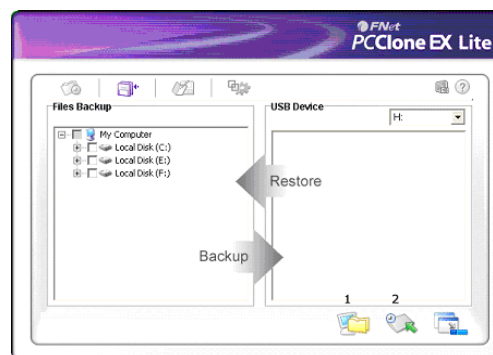 FNet
PCClone EX Lite
Files Backup
USB Device
H:
My Computer
Local Disk (C:)
Local Disk (E:)
Local Disk (F:)
Restore
Backup
1 2